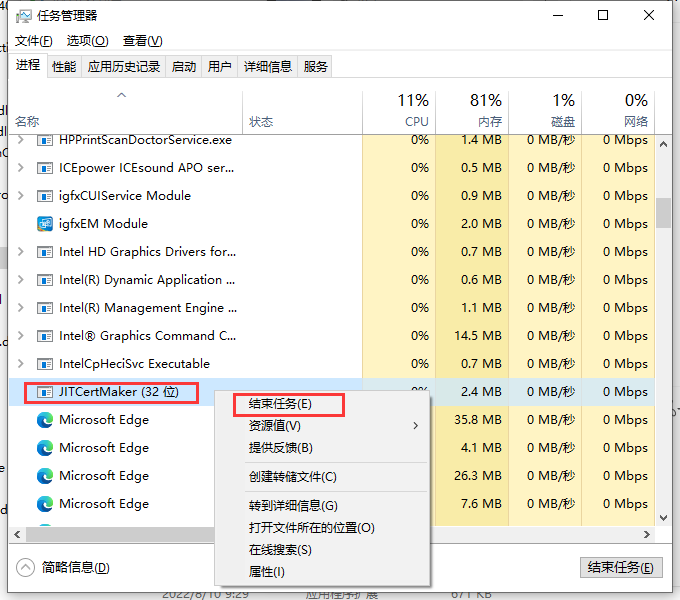 任务管理器
文件(F) 选项(O) 查看(V)
进程 性能 应用历史记录 启动 用户 详细信息 服务
11% 81% 1% 0%
名称 状态 CPU 内存 磁盘 网络
HPPrintScanDoctorService.exe 0% 1.4 MB 0 MB/秒 0 Mbps
ICEpower ICEsound APO ser... 0% 0.5 MB 0 MB/秒 0 Mbps
igfxCUIService Module 0% 0.9 MB 0 MB/秒 0 Mbps
igfxEM Module 0% 2.0 MB 0 MB/秒 0 Mbps
Intel HD Graphics Drivers for... 0% 0.7 MB 0 MB/秒 0 Mbps
Intel(R) Dynamic Application ... 0% 0.6 MB 0 MB/秒 0 Mbps
Intel(R) Management Engine ... 0% 1.1 MB 0 MB/秒 0 Mbps
Intel® Graphics Command C... 0% 14.5 MB 0 MB/秒 0 Mbps
IntelCpHeciSvc Executable 0% 0.7 MB 0 MB/秒 0 Mbps
JITCertMaker (32 位) 0% 2.4 MB 0 MB/秒 0 Mbps
结束任务(E)
Microsoft Edge 资源值(V) 35.8 MB 0 MB/秒 0 Mbps
Microsoft Edge 提供反馈(B) 4.1 MB 0 MB/秒 0 Mbps
Microsoft Edge 创建转储文件(C) 26.3 MB 0 MB/秒 0 Mbps
Microsoft Edge 转到详细信息(G) 7.6 MB 0 MB/秒 0 Mbps
打开文件所在的位置(O)
在线搜索(S)
属性(I)
简略信息(D) 结束任务(E)
2022/8/10 9:29 应用程序扩展 671 KB